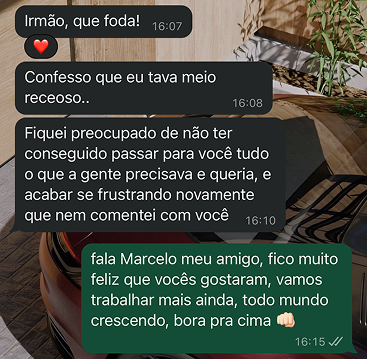 Irmão, que foda!
16:07
❤️
Confesso que eu tava meio
receoso..
16:08
Fiquei preocupado de não ter
conseguido passar para você tudo
o que a gente precisava e queria, e
acabar se frustrando novamente
que nem comentei com você
16:10
fala Marcelo meu amigo, fico muito
feliz que vocês gostaram, vamos
trabalhar mais ainda, todo mundo
crescendo, bora pra cima 👊🏻
16:15